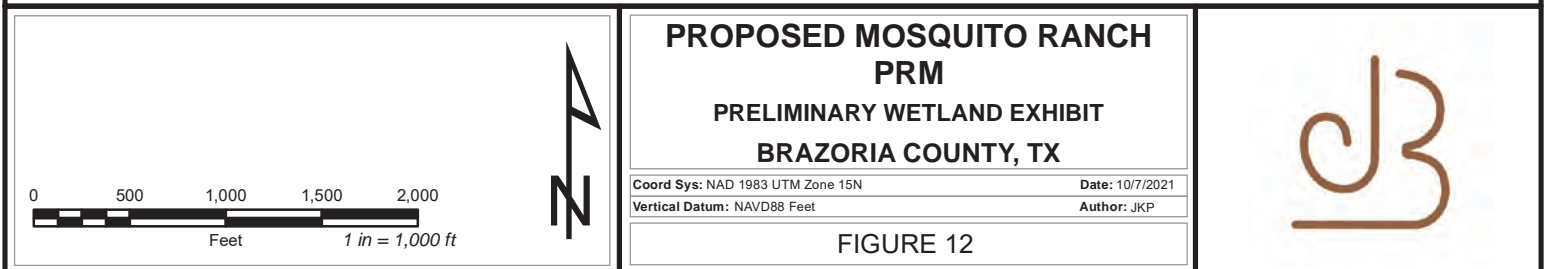 0 500 1,000 1,500 2,000
Feet 1 in = 1,000 ft
N
PROPOSED MOSQUITO RANCH
PRM
PRELIMINARY WETLAND EXHIBIT
BRAZORIA COUNTY, TX
Coord Sys: NAD 1983 UTM Zone 15N Date: 10/7/2021
Vertical Datum: NAVD88 Feet Author: JKP
FIGURE 12